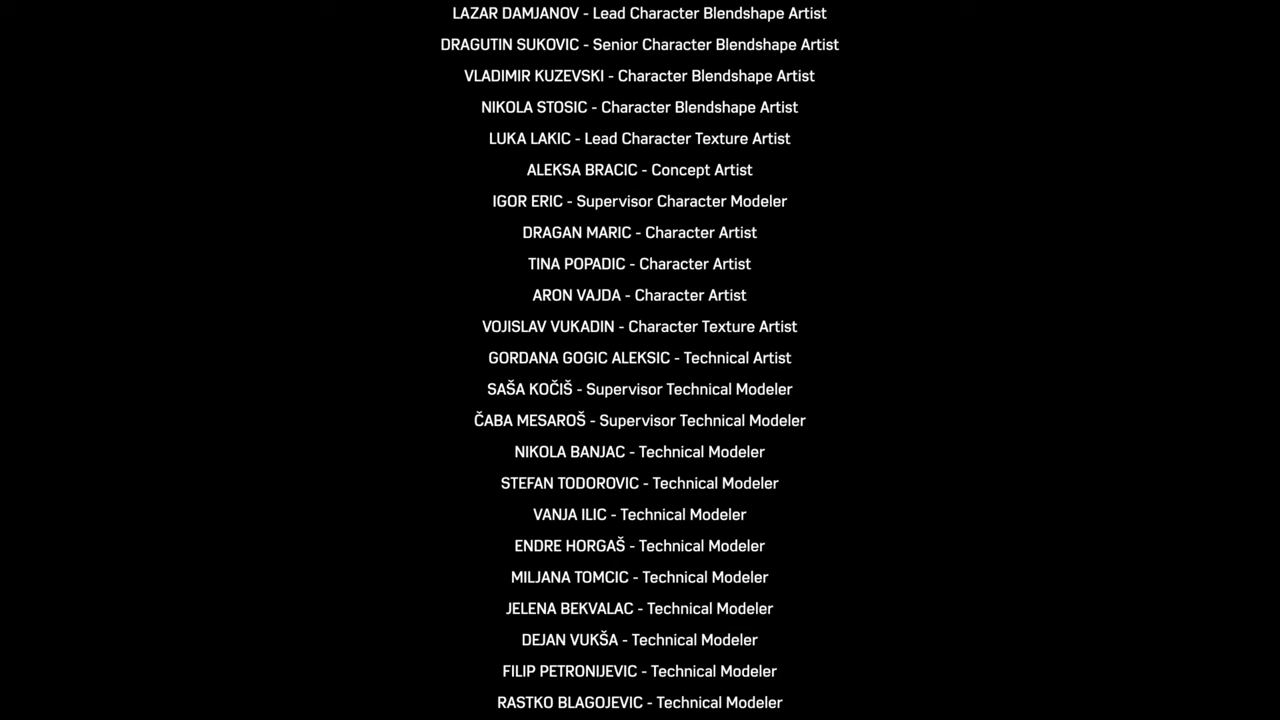 LAZAR DAMJANOV - Lead Character Blendshape Artist
DRAGUTIN SUKOVIC - Senior Character Blendshape Artist
VLADIMIR KUZEVSKI - Character Blendshape Artist
NIKOLA STOSIC - Character Blendshape Artist
LUKA LAKIC - Lead Character Texture Artist
ALEKSA BRACIC - Concept Artist
IGOR ERIC - Supervisor Character Modeler
DRAGAN MARIC - Character Artist
TINA POPADIC - Character Artist
ARON VAJDA - Character Artist
VOJISLAV VUKADIN - Character Texture Artist
GORDANA GOGIC ALEKSIC - Technical Artist
SAŠA KOČIŠ - Supervisor Technical Modeler
ČABA MESAROŠ - Supervisor Technical Modeler
NIKOLA BANJAC - Technical Modeler
STEFAN TODOROVIC - Technical Modeler
VANJA ILIC - Technical Modeler
ENDRE HORGAŠ - Technical Modeler
MILJANA TOMCIC - Technical Modeler
JELENA BEKVALAC - Technical Modeler
DEJAN VUKŠA - Technical Modeler
FILIP PETRONIJEVIC - Technical Modeler
RASTKO BLAGOJEVIC - Technical Modeler